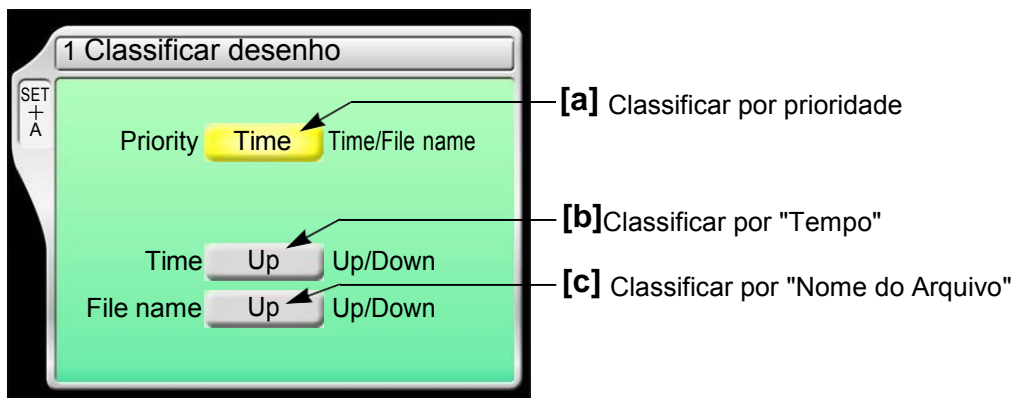 1 Classificar desenho
SET
+
A
Priority Time Time/File name
[a] Classificar por prioridade
Time Up Up/Down
[b]Classificar por "Tempo"
File name Up Up/Down
[c] Classificar por "Nome do Arquivo"